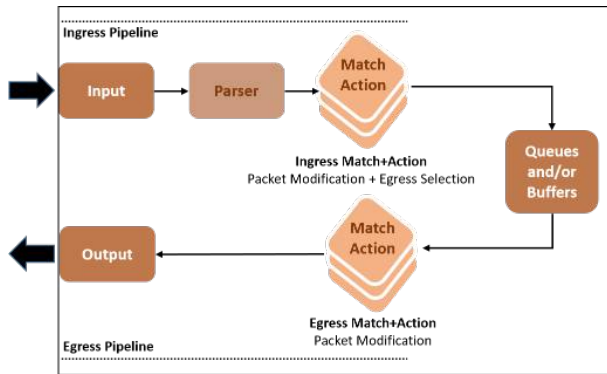 Ingress Pipeline
Input
Parser
Match
Action
Ingress Match+Action
Packet Modification + Egress Selection
Queues
and/or
Buffers
Output
Match
Action
Egress Match+Action
Packet Modification
Egress Pipeline